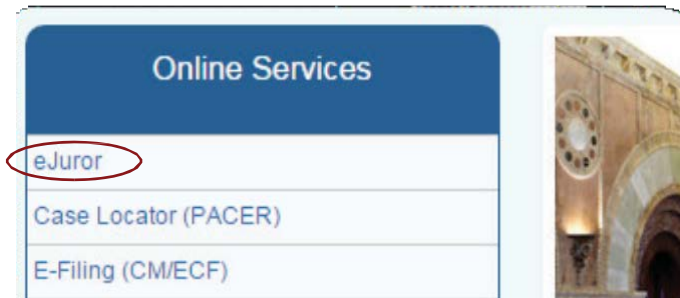 Online Services
eJuror
Case Locator (PACER)
E-Filing (CM/ECF)